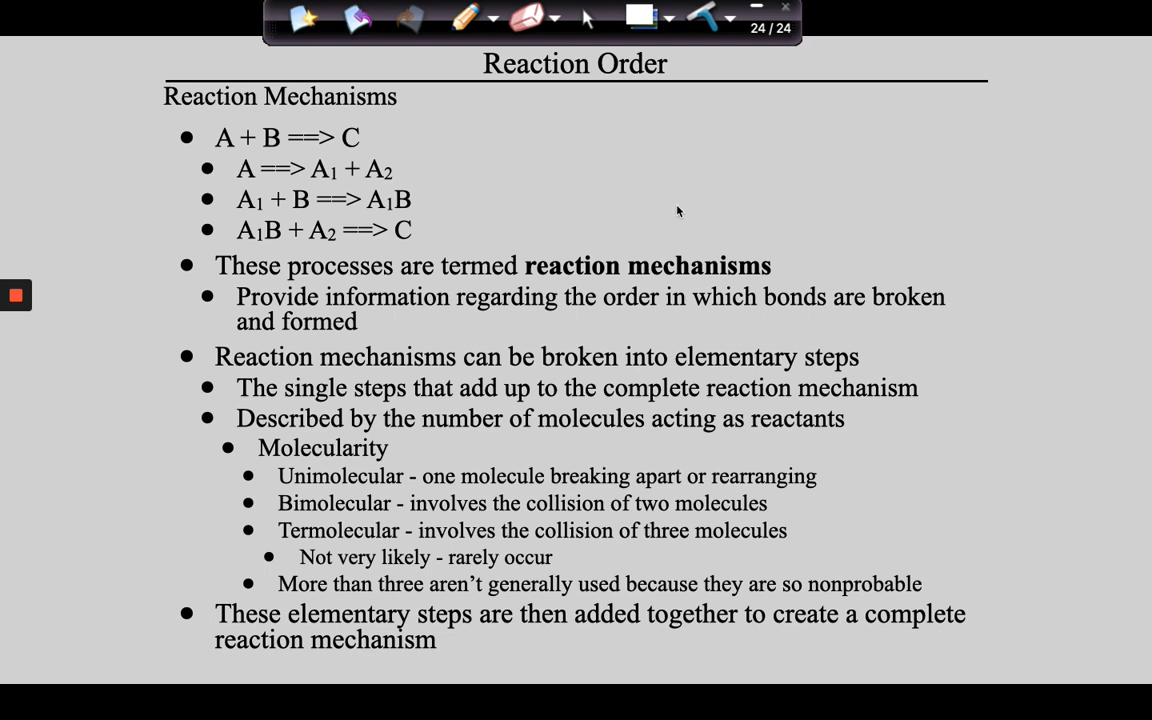 24 / 24
Reaction Order
Reaction Mechanisms
• A + B ==> C
• A ==> A₁ + A₂
• A₁ + B ==> A₁B
• A₁B + A₂ ==> C
• These processes are termed reaction mechanisms
• Provide information regarding the order in which bonds are broken
and formed
• Reaction mechanisms can be broken into elementary steps
• The single steps that add up to the complete reaction mechanism
• Described by the number of molecules acting as reactants
• Molecularity
• Unimolecular - one molecule breaking apart or rearranging
• Bimolecular - involves the collision of two molecules
• Termolecular - involves the collision of three molecules
• Not very likely - rarely occur
• More than three aren’t generally used because they are so nonprobable
• These elementary steps are then added together to create a complete
reaction mechanism